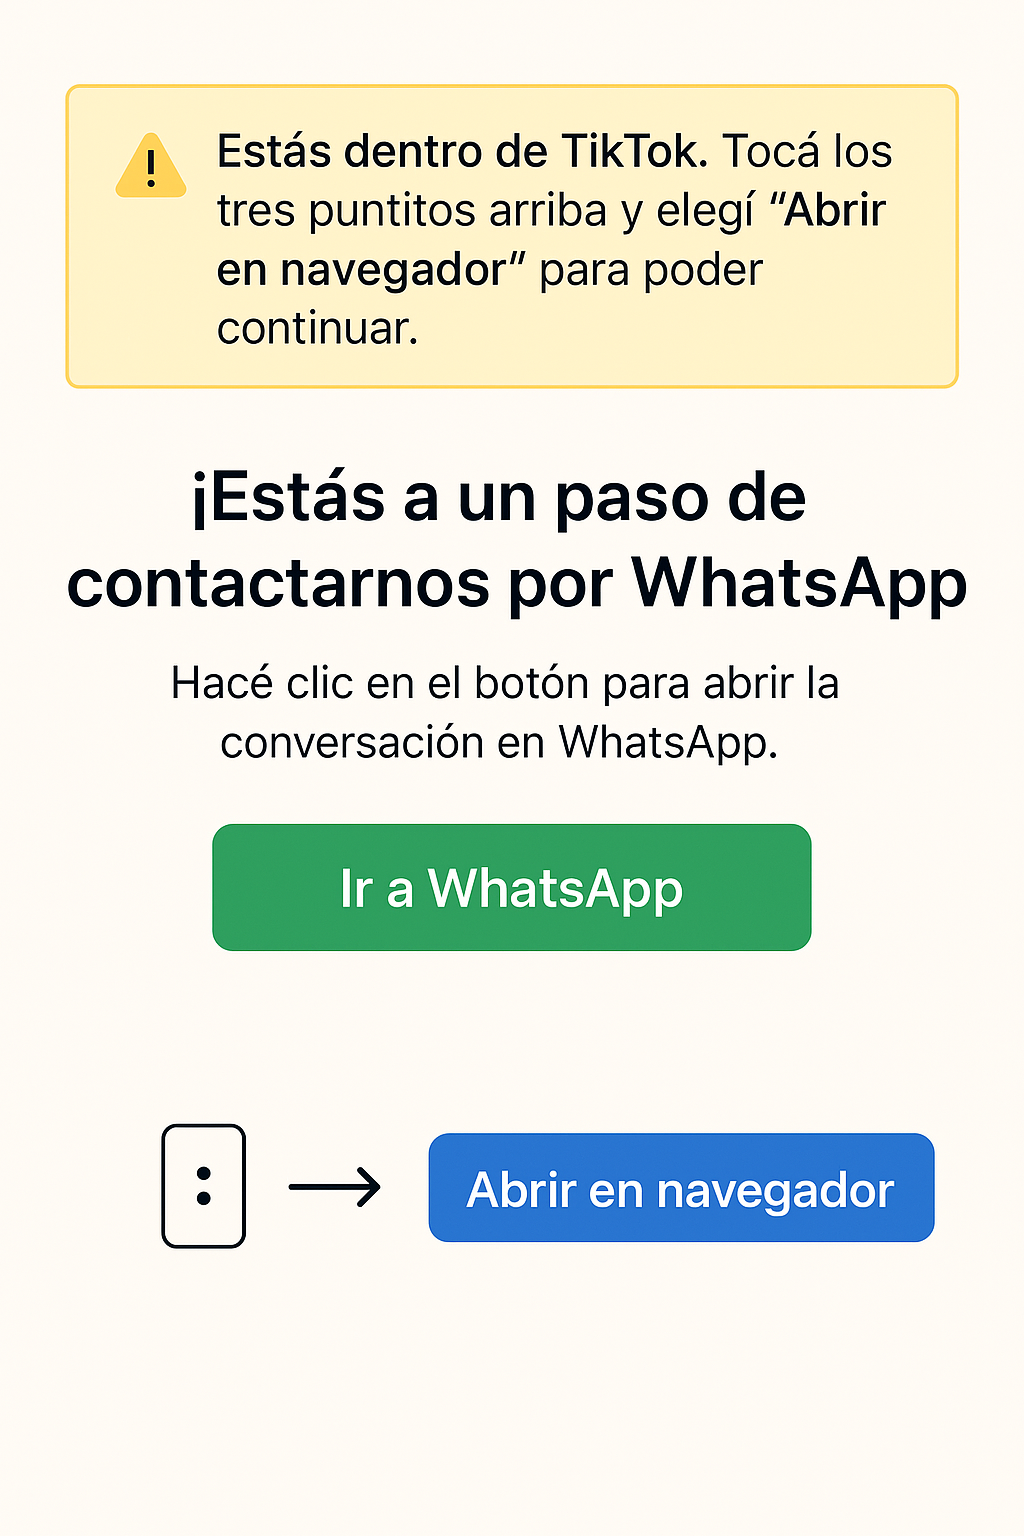 Estás dentro de TikTok. Tocá los
tres puntitos arriba y elegí “Abrir
en navegador” para poder
continuar.
¡Estás a un paso de
contactarnos por WhatsApp
Hacé clic en el botón para abrir la
conversación en WhatsApp.
Ir a WhatsApp
Abrir en navegador